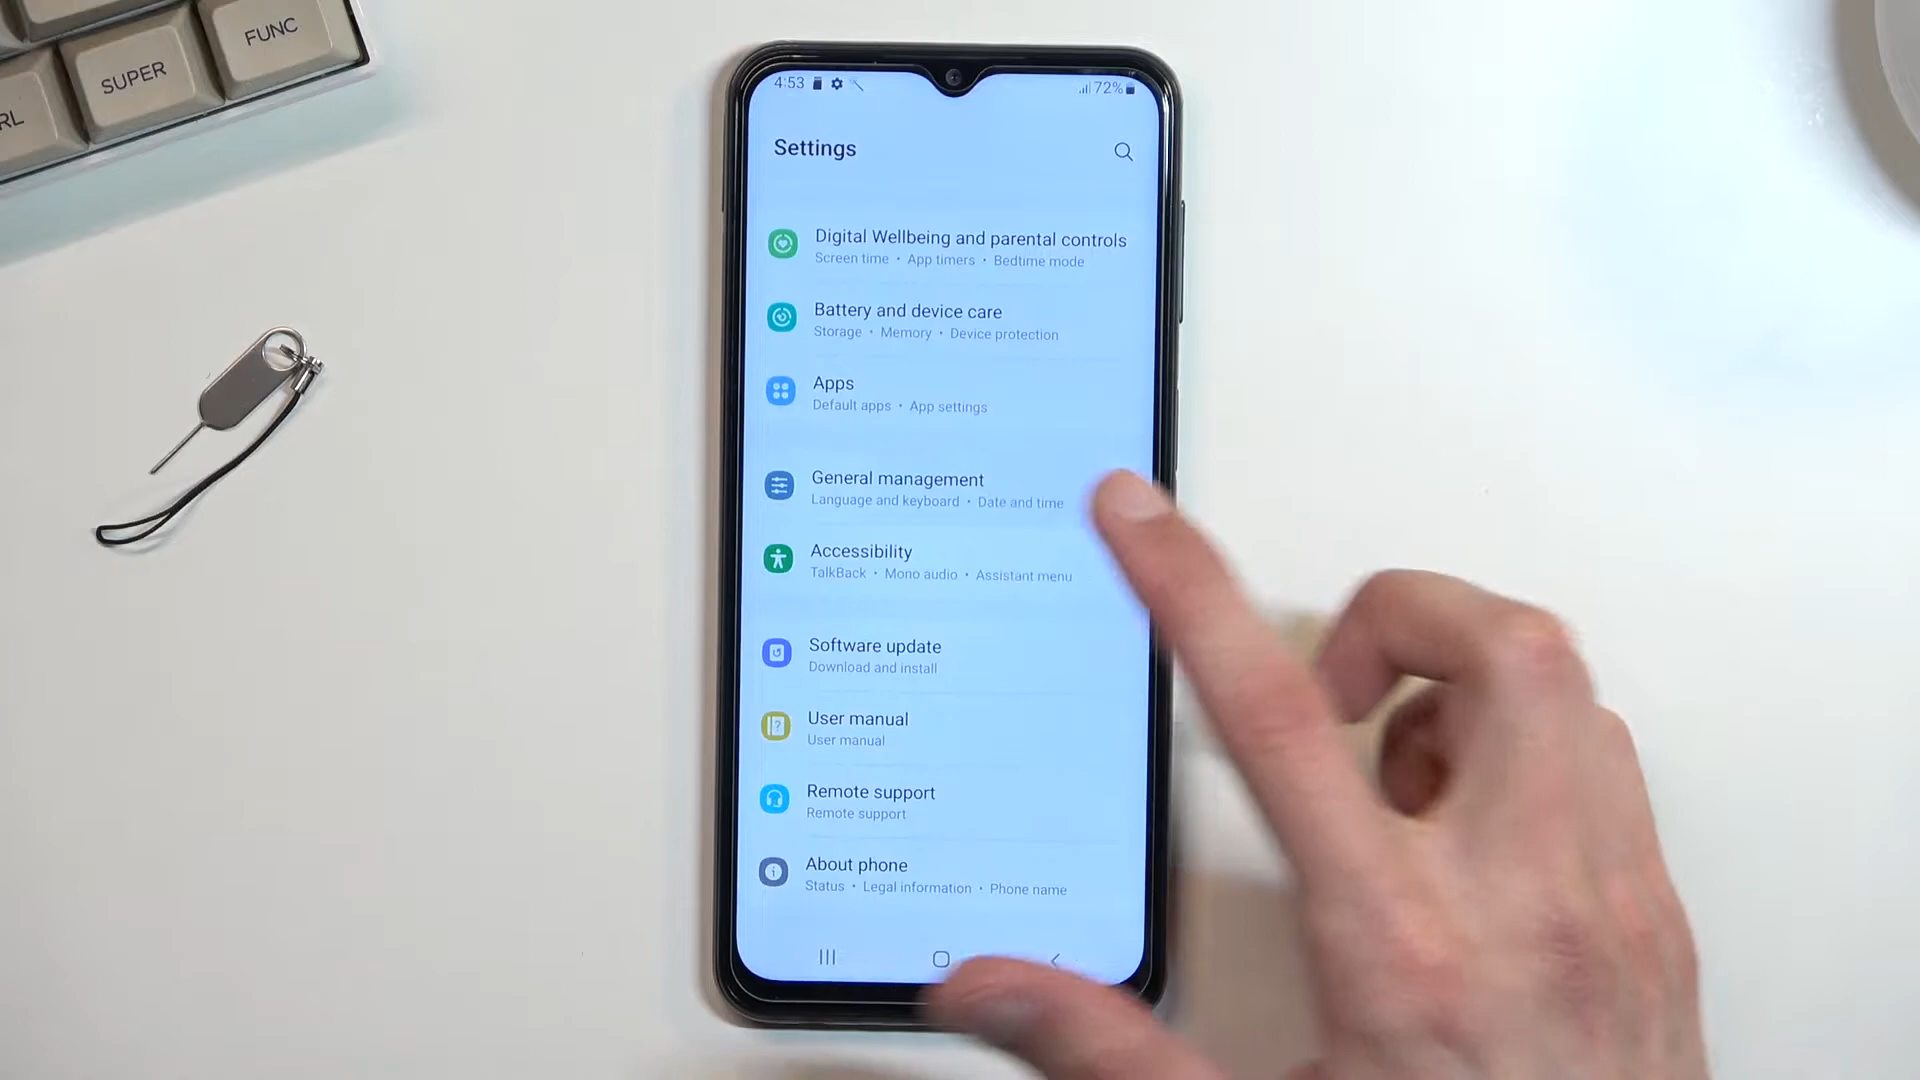 FUNC
SUPER
RL
4:53
72%
Settings
Digital Wellbeing and parental controls
Screen time • App timers • Bedtime mode
Battery and device care
Storage • Memory • Device protection
Apps
Default apps • App settings
General management
Language and keyboard • Date and time
Accessibility
TalkBack • Mono audio • Assistant menu
Software update
Download and install
User manual
User manual
Remote support
Remote support
About phone
Status • Legal information • Phone name